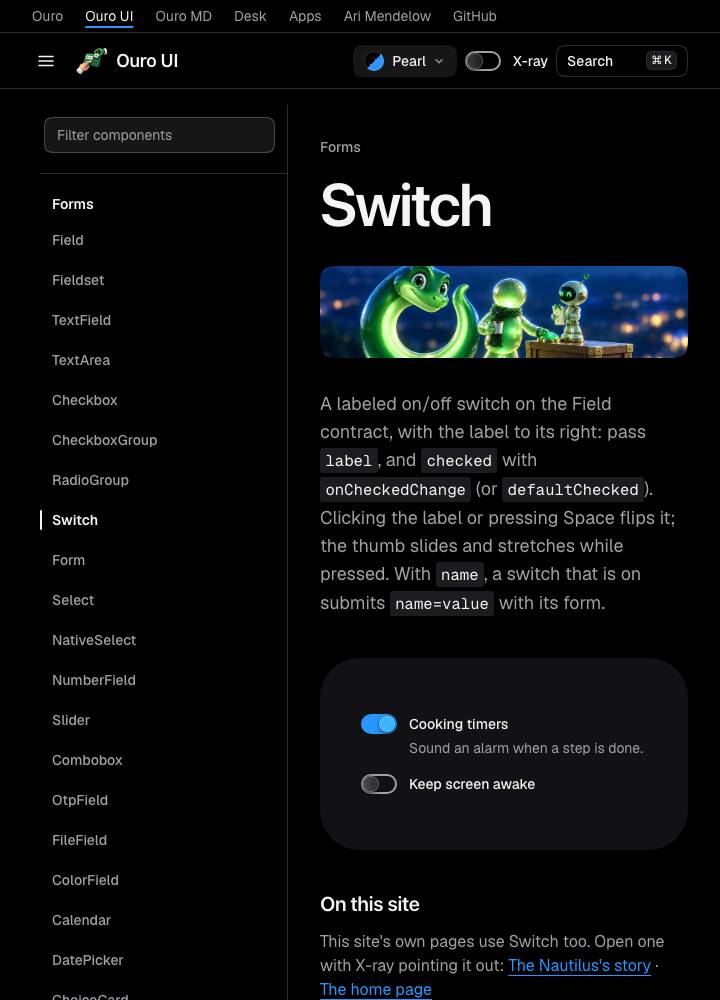 Ouro Ouro UI Ouro MD Desk Apps Ari Mendelow GitHub
Ouro UI Pearl X-ray Search ⌘ K
Filter components
Forms
Field
Fieldset
TextField
TextArea
Checkbox
CheckboxGroup
RadioGroup
Switch
Form
Select
NativeSelect
NumberField
Slider
Combobox
OtpField
FileField
ColorField
Calendar
DatePicker
ChoiceCard
Forms
Switch
A labeled on/off switch on the Field
contract, with the label to its right: pass
label, and checked with
onCheckedChange (or defaultChecked).
Clicking the label or pressing Space flips it;
the thumb slides and stretches while
pressed. With name, a switch that is on
submits name=value with its form.
Cooking timers
Sound an alarm when a step is done.
Keep screen awake
On this site
This site's own pages use Switch too. Open one
with X-ray pointing it out: The Nautilus's story ·
The home page